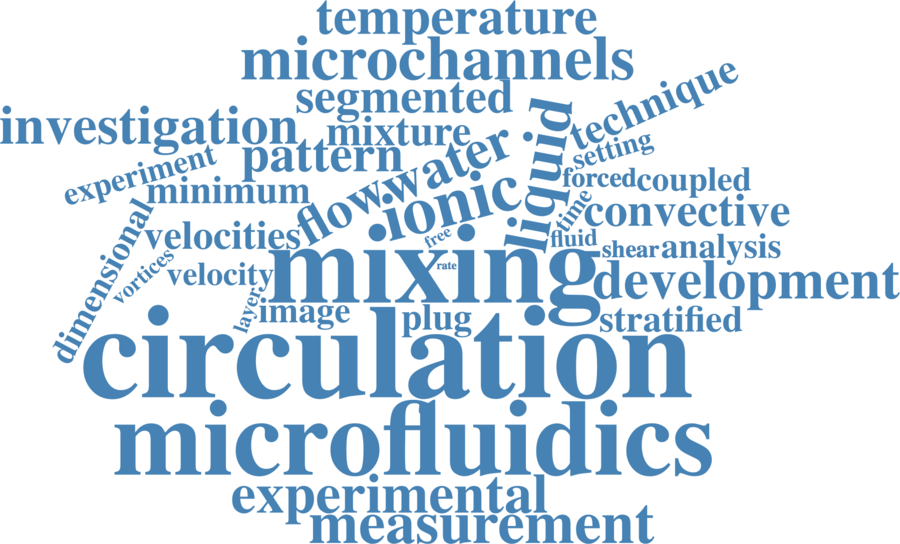 temperature
microchannels
segmented
technique
investigation
mixture
liquid
setting
pattern
water
experiment
minimum
flow
ionic
forced
coupled
time
convective
dimensional
velocities
free
fluid
shear
analysis
vortices
velocity
mixing
rate
development
layer
image
plug
stratified
circulation
microfluidics
experimental
measurement